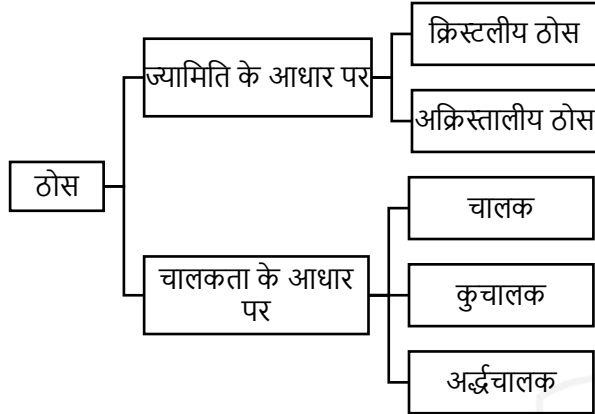 ठोस
ज्यामिति के आधार पर
क्रिस्टलीय ठोस
अक्रिस्तालीय ठोस
चालकता के आधार
पर
चालक
कुचालक
अर्द्धचालक